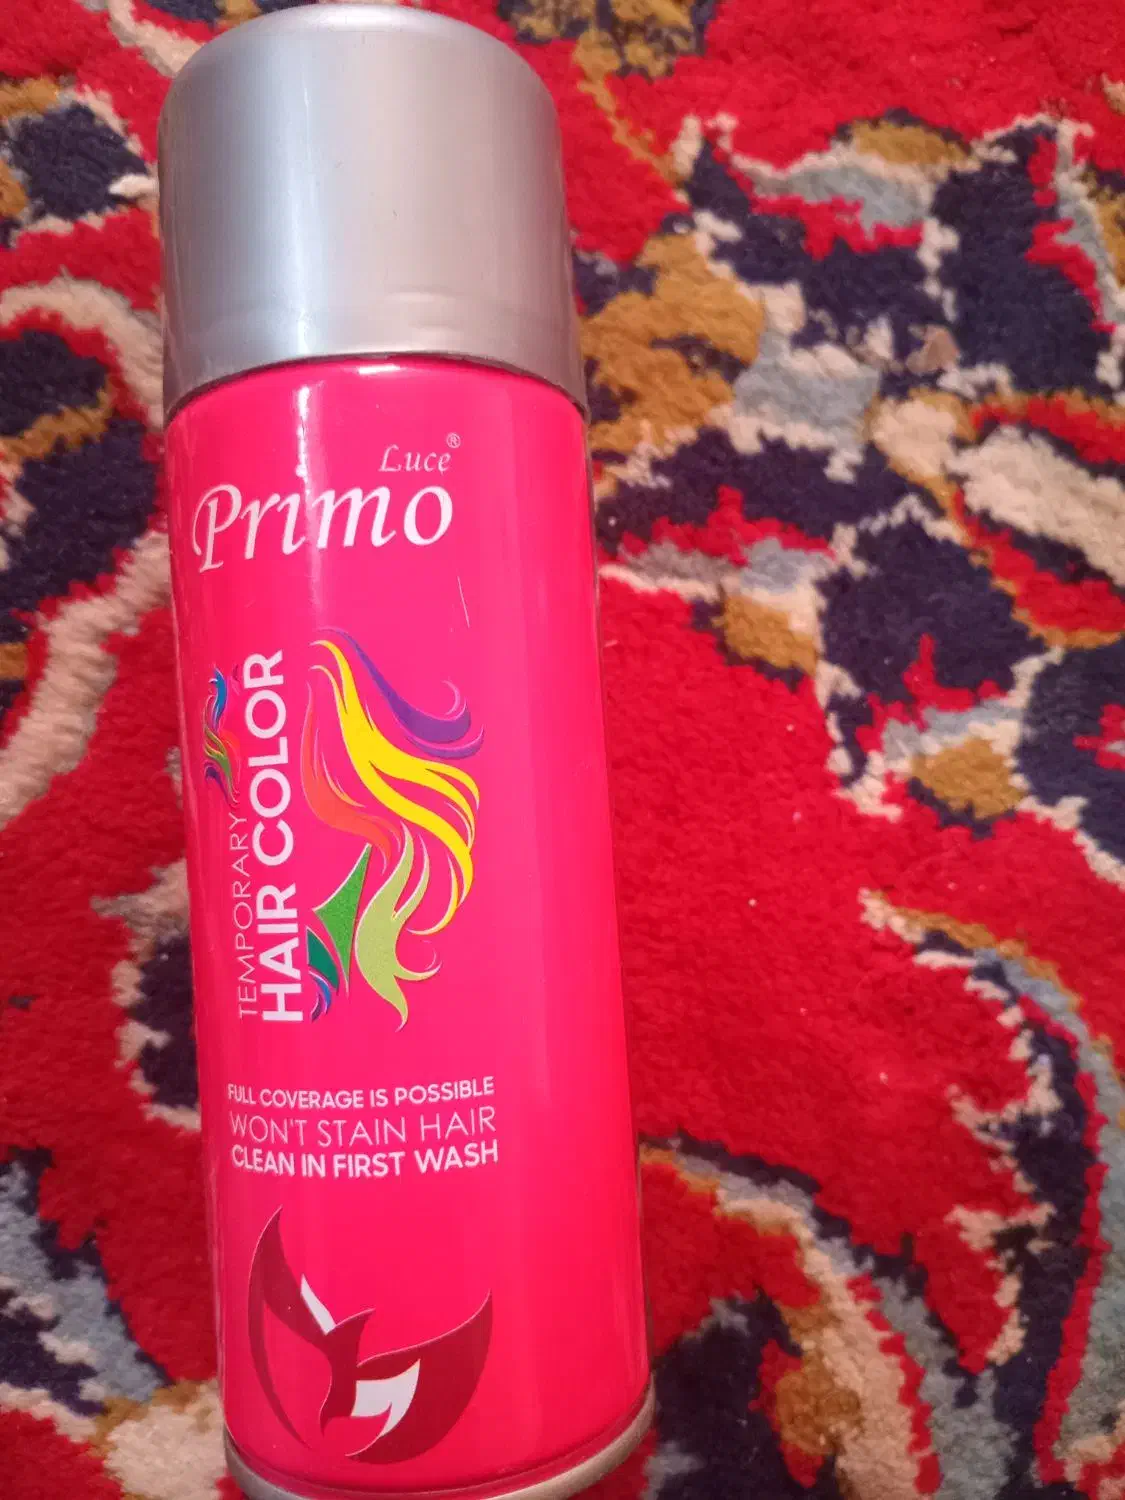 Luce®
Primo
TEMPORARY
HAIR COLOR
FULL COVERAGE IS POSSIBLE
WON'T STAIN HAIR
CLEAN IN FIRST WASH